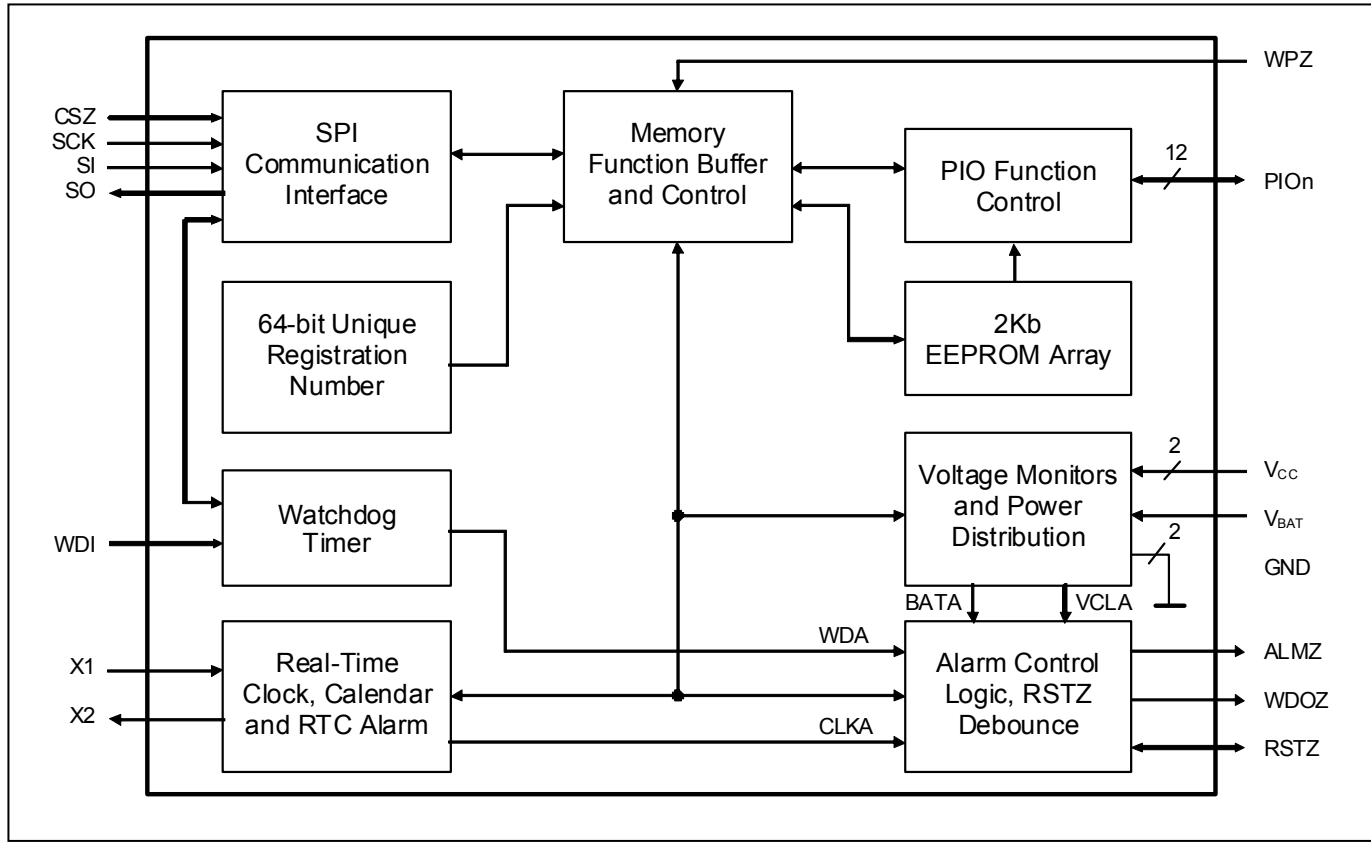 WPZ
CSZ
SCK
SI
SO
SPI
Communication
Interface
Memory
Function Buffer
and Control
PIO Function
Control
12
PIOn
64-bit Unique
Registration
Number
2Kb
EEPROM Array
Watchdog
Timer
WDI
Voltage Monitors
and Power
Distribution
2
VCC
VBAT
2
GND
BATA
VCLA
X1
X2
Real-Time
Clock, Calendar
and RTC Alarm
WDA
CLKA
Alarm Control
Logic, RSTZ
Debounce
ALMZ
WDOZ
RSTZ